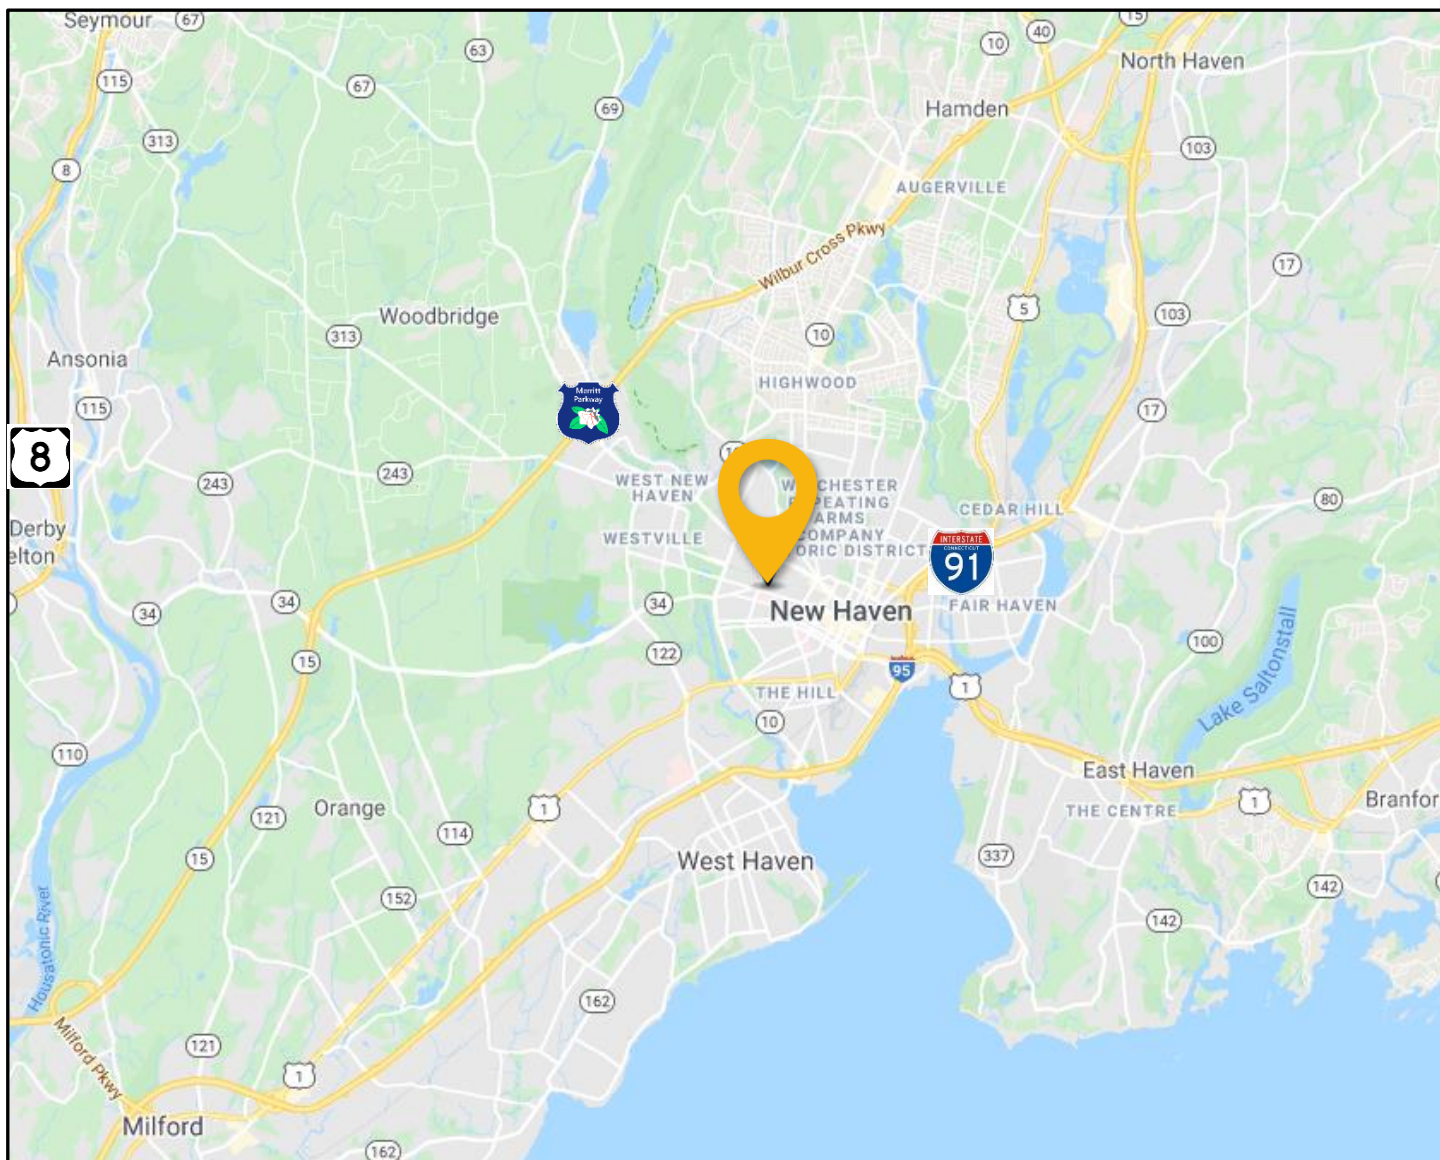 Seymour
67
63
10
40
15
North Haven
115
67
69
Hamden
313
103
8
AUGERVILLE
Wilbur Cross Pkwy
17
5
Woodbridge
313
10
103
Ansonia
HIGHWOOD
Merritt
Parkway
115
17
8
243
243
WEST NEW
HAVEN
CHESTER
PEATING
ARMS
COMPANY
ORIC DISTRICT
80
CEDAR HILL
Derby
elton
WESTVILLE
INTERSTATE
CONNECTICUT
91
34
34
34
New Haven
FAIR HAVEN
15
122
95
100
Lake Saltonstall
THE HILL
1
10
110
East Haven
121
Orange
1
114
THE CENTRE
1
Branfor
15
West Haven
337
152
142
142
Housatonic River
162
Milford Pkwy
121
1
Milford
162